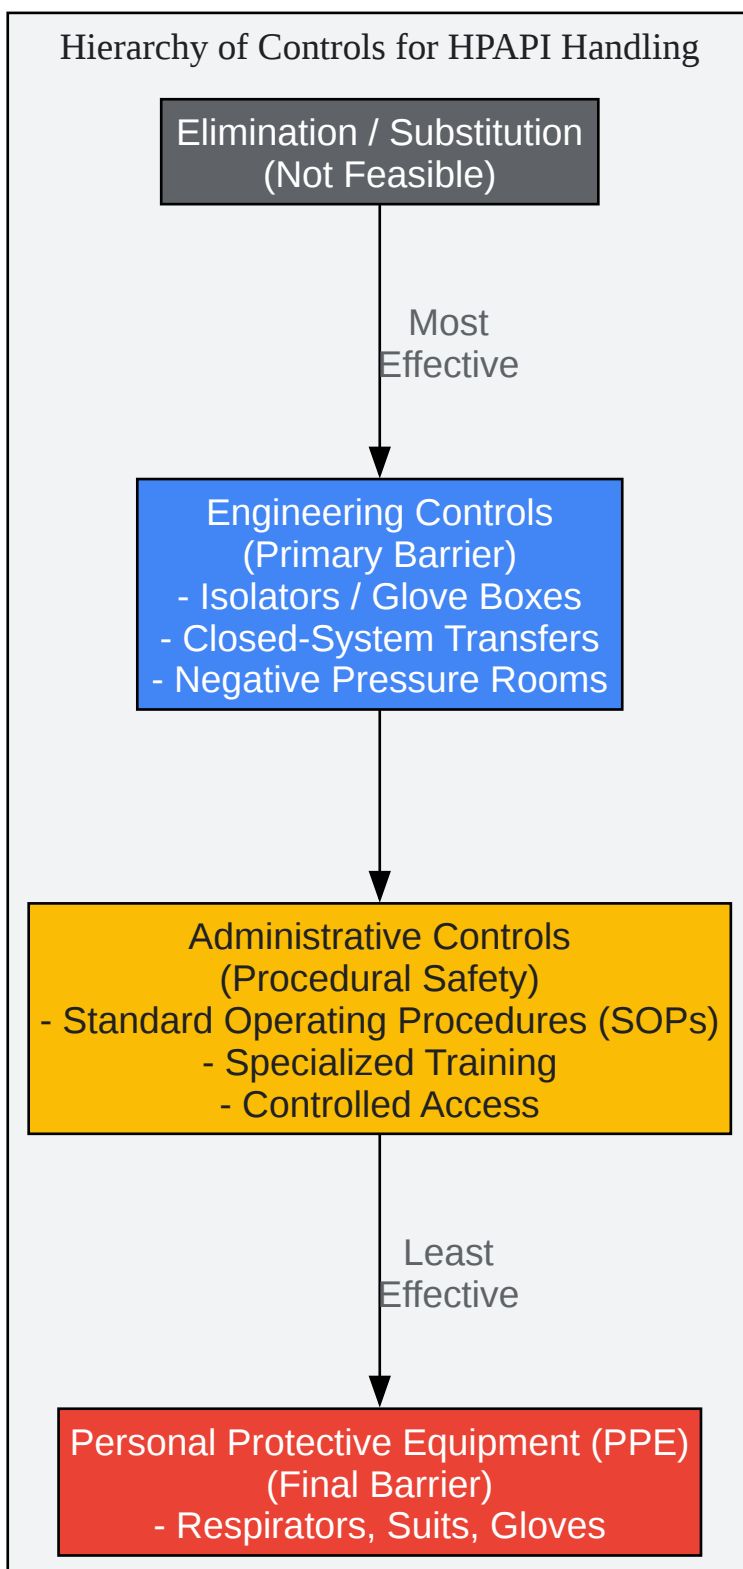 Hierarchy of Controls for HPAPI Handling
Elimination / Substitution
(Not Feasible)
Most
Effective
Engineering Controls
(Primary Barrier)
- Isolators / Glove Boxes
- Closed-System Transfers
- Negative Pressure Rooms
Administrative Controls
(Procedural Safety)
- Standard Operating Procedures (SOPs)
- Specialized Training
- Controlled Access
Least
Effective
Personal Protective Equipment (PPE)
(Final Barrier)
- Respirators, Suits, Gloves